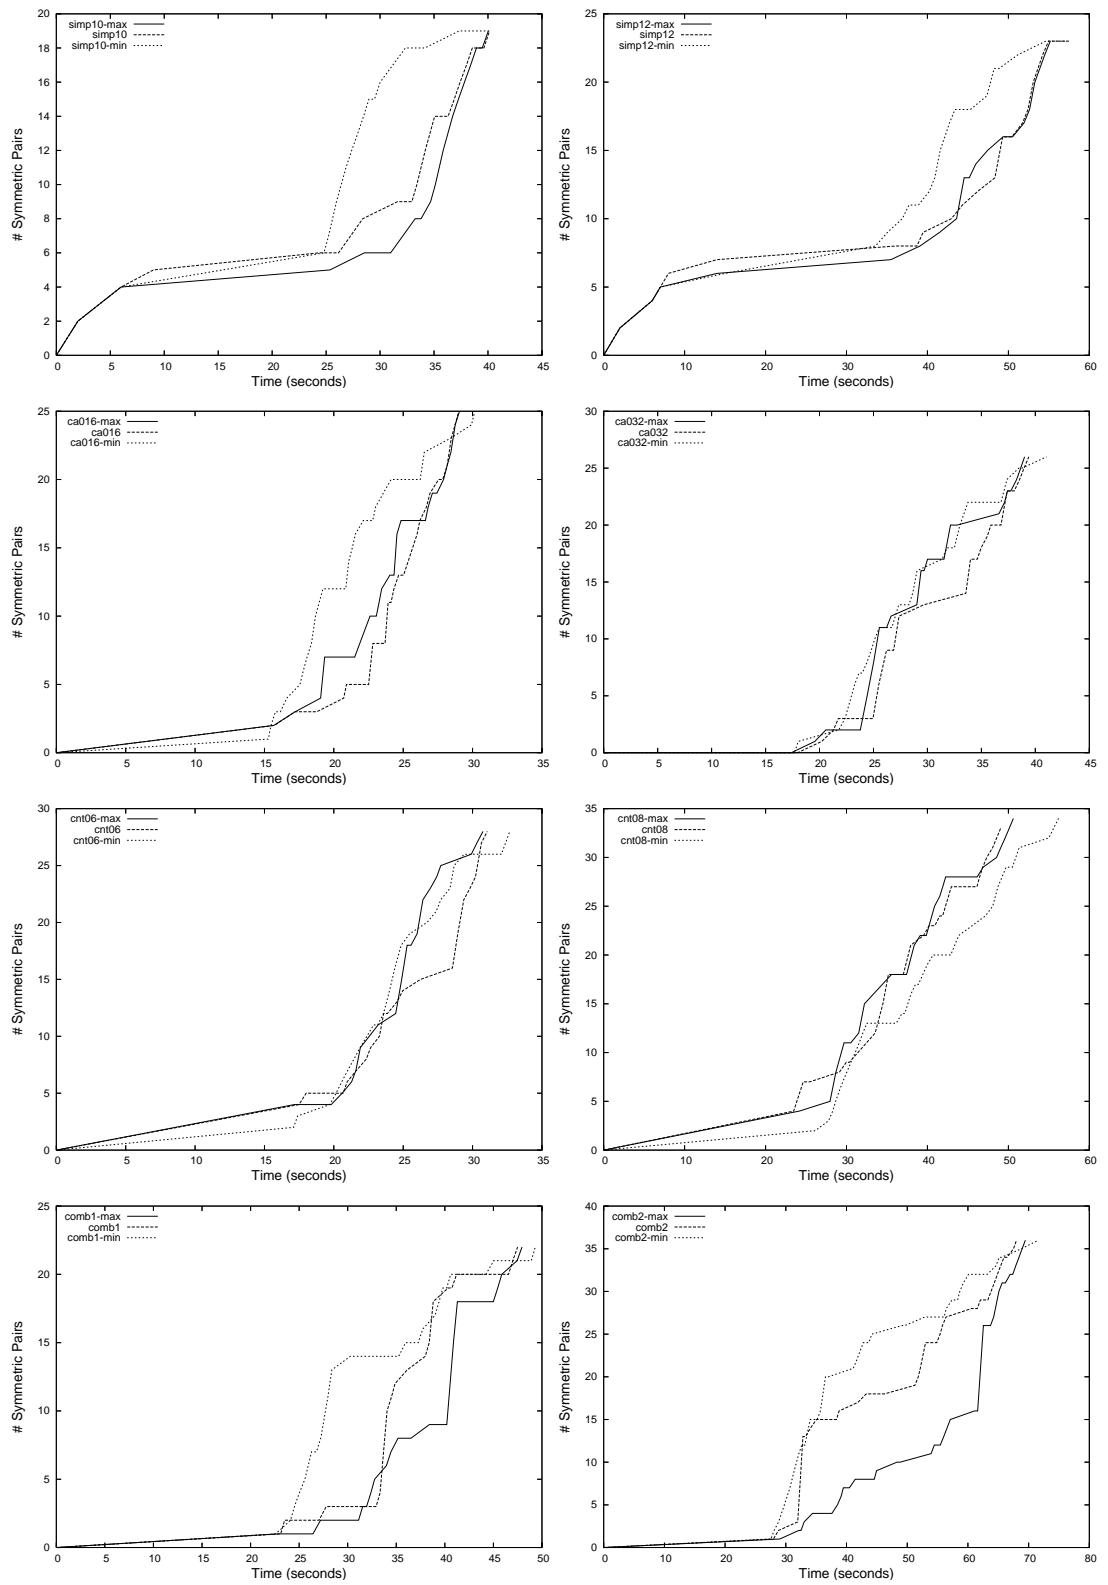 simp10-max
simp10
simp10-min
# Symmetric Pairs
20
18
16
14
12
10
8
6
4
2
0
0 5 10 15 20 25 30 35 40 45
Time (seconds)
simp12-max
simp12
simp12-min
# Symmetric Pairs
25
20
15
10
5
0
0 10 20 30 40 50 60
Time (seconds)
ca016-max
ca016
ca016-min
# Symmetric Pairs
25
20
15
10
5
0
0 5 10 15 20 25 30 35
Time (seconds)
ca032-max
ca032
ca032-min
# Symmetric Pairs
30
25
20
15
10
5
0
0 5 10 15 20 25 30 35 40 45
Time (seconds)
cnt06-max
cnt06
cnt06-min
# Symmetric Pairs
30
25
20
15
10
5
0
0 5 10 15 20 25 30 35
Time (seconds)
cnt08-max
cnt08
cnt08-min
# Symmetric Pairs
35
30
25
20
15
10
5
0
0 10 20 30 40 50 60
Time (seconds)
comb1-max
comb1
comb1-min
# Symmetric Pairs
25
20
15
10
5
0
0 5 10 15 20 25 30 35 40 45 50
Time (seconds)
comb2-max
comb2
comb2-min
# Symmetric Pairs
40
35
30
25
20
15
10
5
0
0 10 20 30 40 50 60 70 80
Time (seconds)